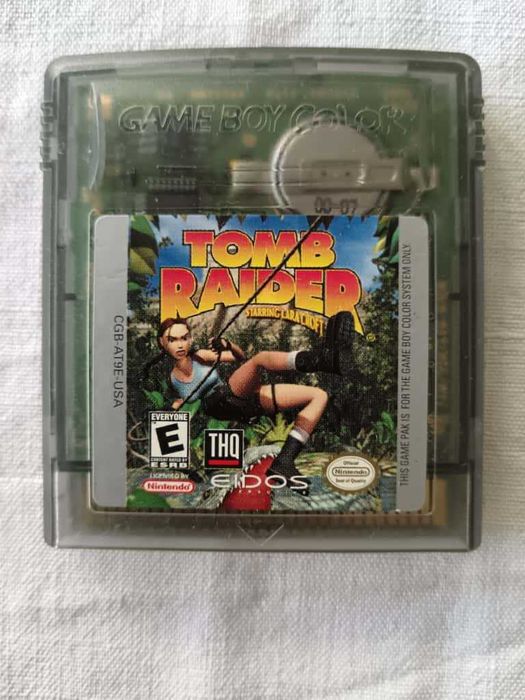 GAME BOY COLOR
00-07
TOMB
RAIDER
STARRING LARA CROFT
®
CGB-AT9E-USA
THIS GAME PAK IS FOR THE GAME BOY COLOR SYSTEM ONLY
EVERYONE
E
CONTENT RATED BY
ESRB
THQ
EIDOS
Licensed by
Nintendo
Official
Nintendo
Seal of Quality